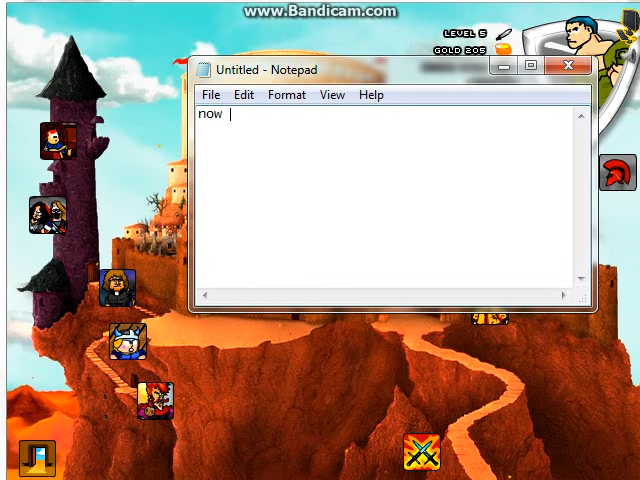 www.Bandicam.com
LEVEL 5
GOLD 205
Untitled - Notepad
File Edit Format View Help
now